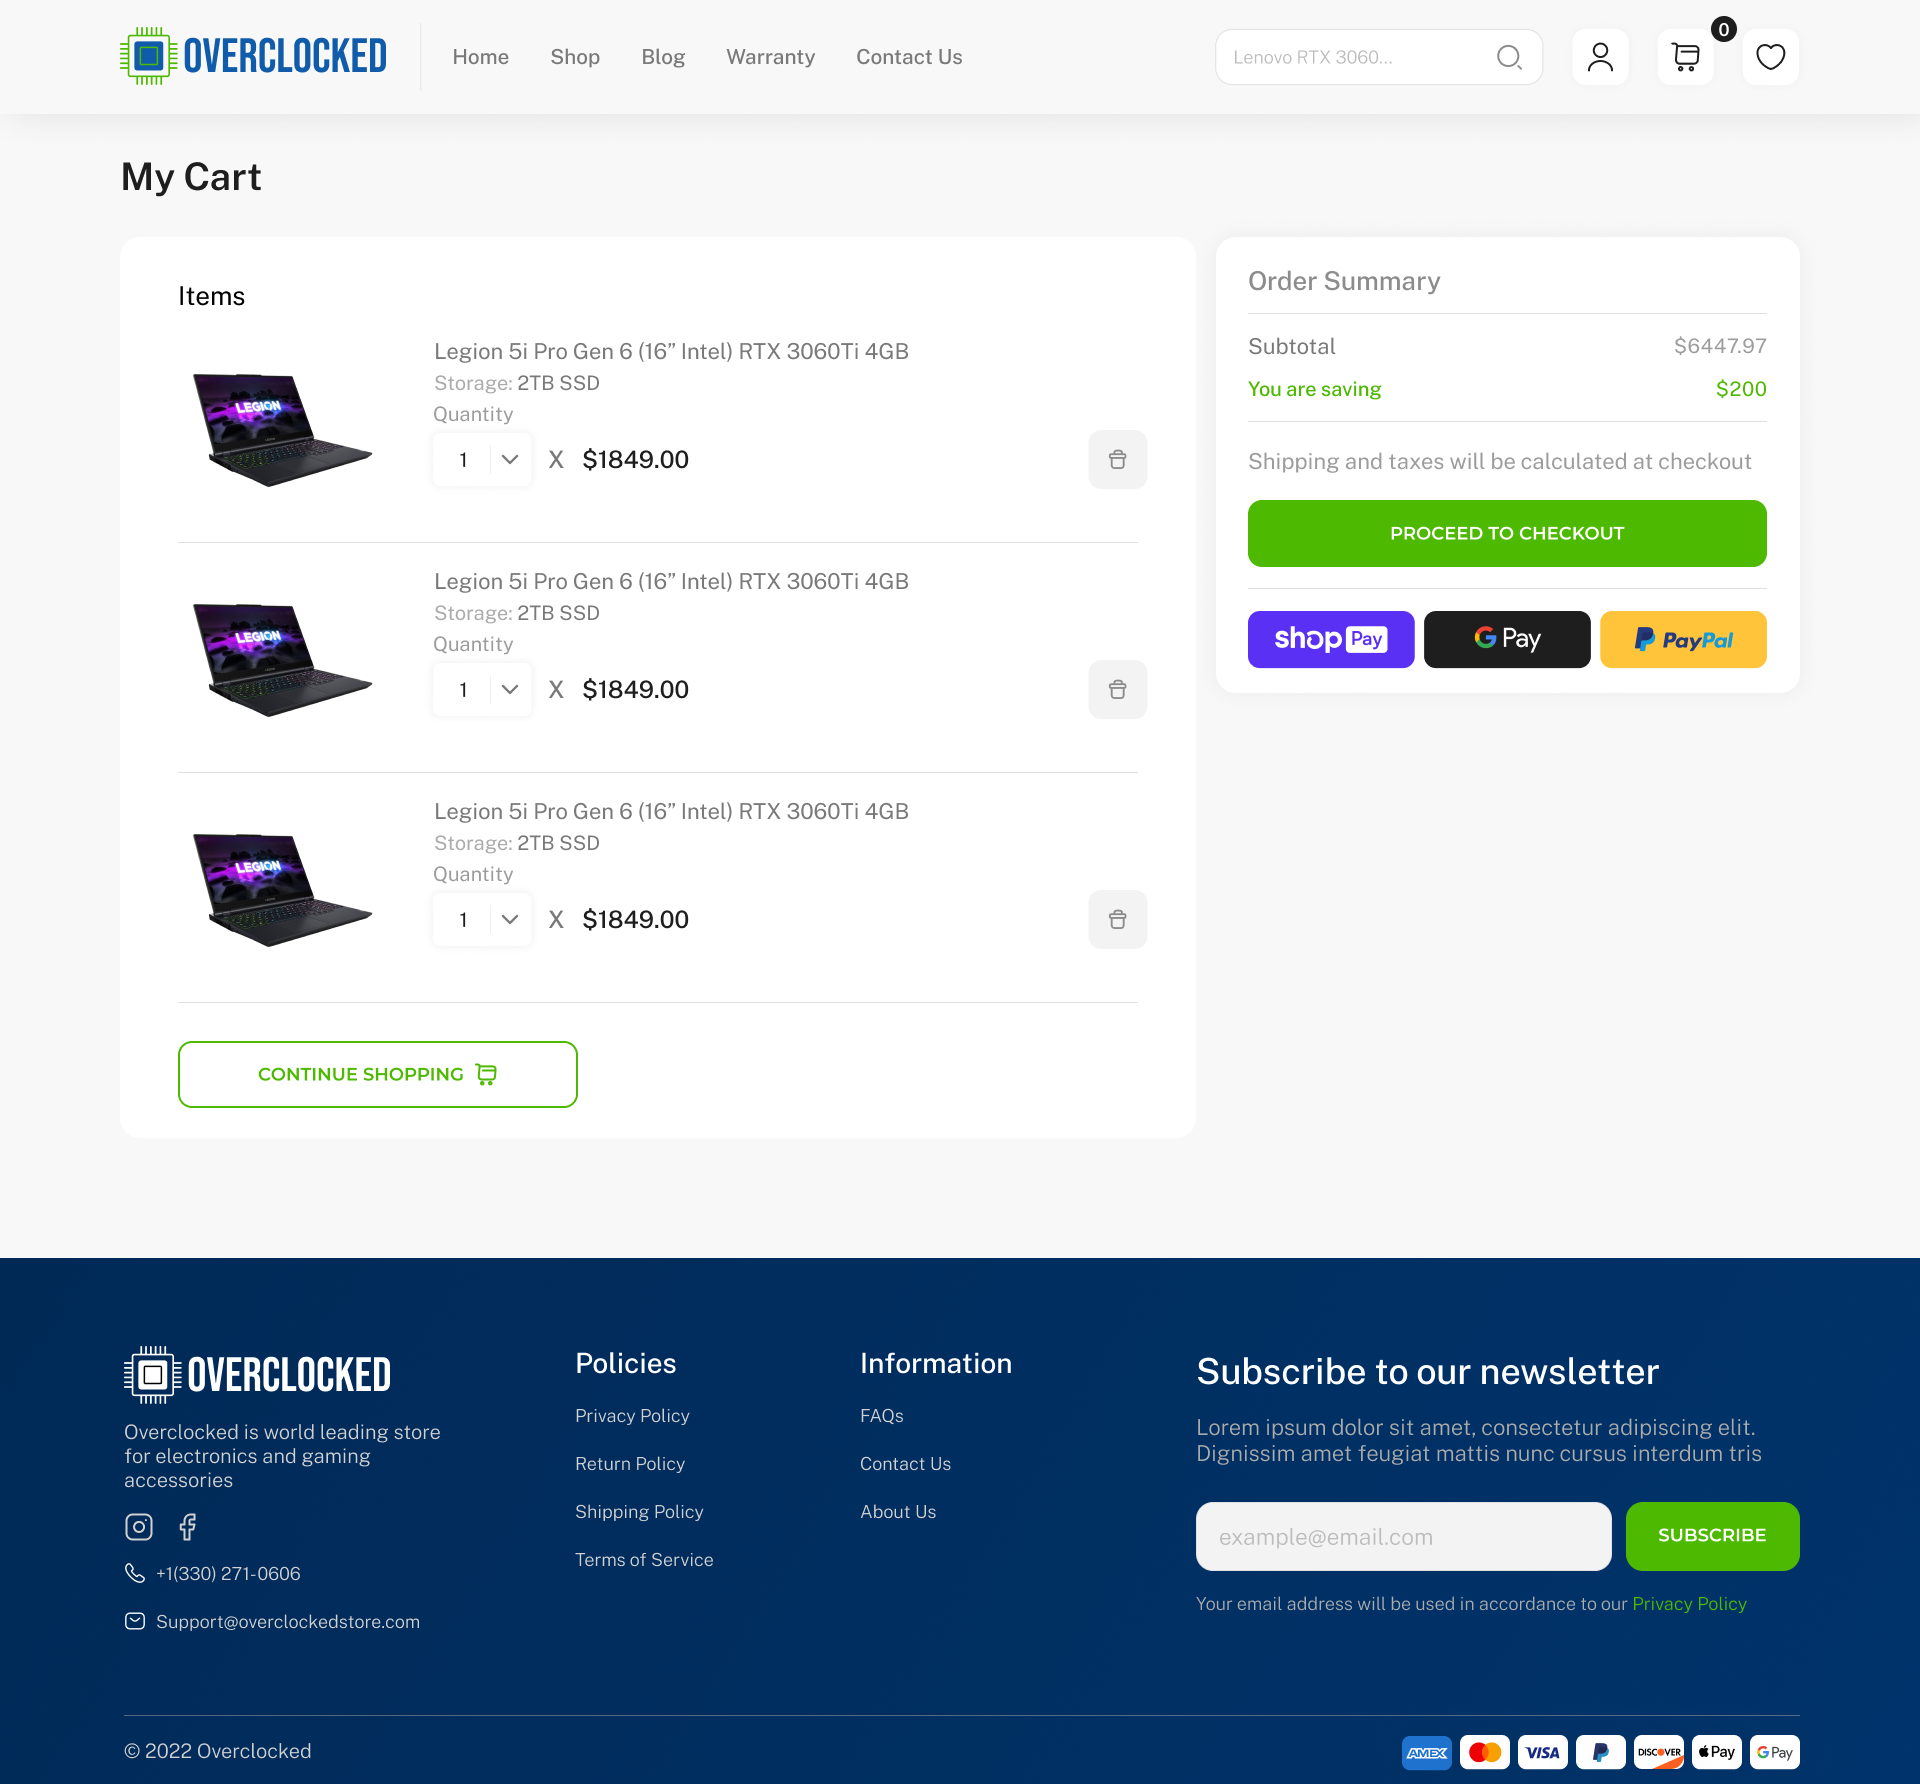 OVERCLOCKED
Home Shop Blog Warranty Contact Us
Lenovo RTX 3060...
0
My Cart
Items
Legion 5i Pro Gen 6 (16” Intel) RTX 3060Ti 4GB
Storage: 2TB SSD
Quantity
1 X $1849.00
LEGION
Legion 5i Pro Gen 6 (16” Intel) RTX 3060Ti 4GB
Storage: 2TB SSD
Quantity
1 X $1849.00
LEGION
Legion 5i Pro Gen 6 (16” Intel) RTX 3060Ti 4GB
Storage: 2TB SSD
Quantity
1 X $1849.00
LEGION
CONTINUE SHOPPING
Order Summary
Subtotal $6447.97
You are saving $200
Shipping and taxes will be calculated at checkout
PROCEED TO CHECKOUT
shop Pay G Pay PayPal
OVERCLOCKED
Overclocked is world leading store
for electronics and gaming
accessories
+1(330) 271-0606
Support@overclockedstore.com
Policies
Privacy Policy
Return Policy
Shipping Policy
Terms of Service
Information
FAQs
Contact Us
About Us
Subscribe to our newsletter
Lorem ipsum dolor sit amet, consectetur adipiscing elit.
Dignissim amet feugiat mattis nunc cursus interdum tris
example@email.com
SUBSCRIBE
Your email address will be used in accordance to our Privacy Policy
© 2022 Overclocked
AMEX VISA DISCOVER Pay G Pay